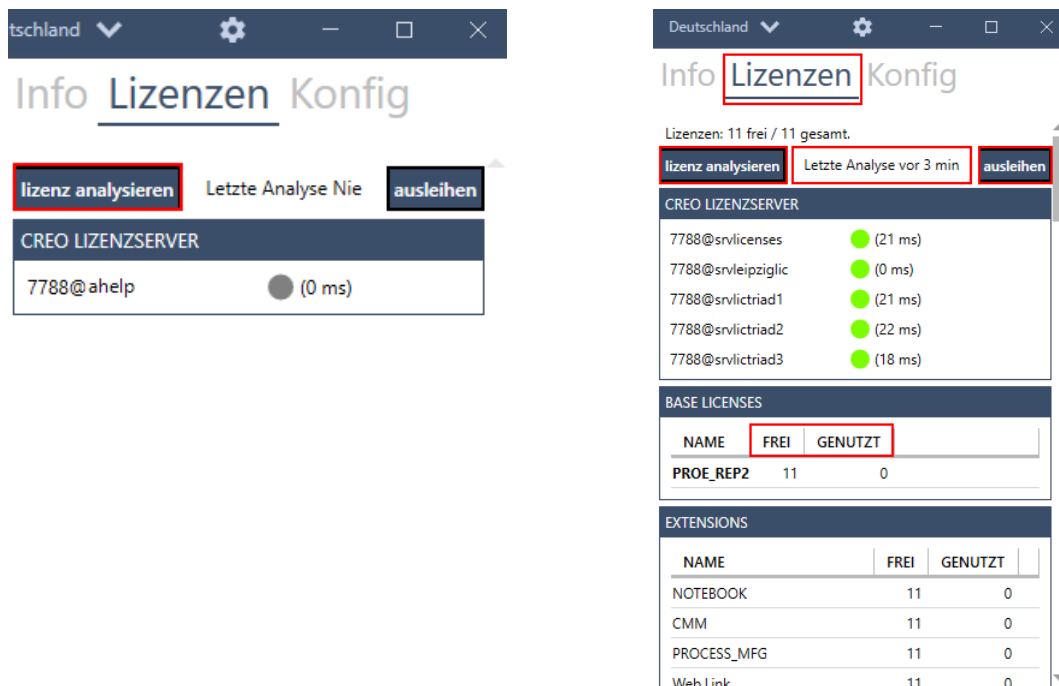 tschland
Info Lizenzen Konfig
lizenz analysieren Letzte Analyse Nie ausleihen
CREO LIZENZSERVER
7788@ahelp (0 ms)
Deutschland
Info Lizenzen Konfig
Lizenzen: 11 frei / 11 gesamt.
lizenz analysieren Letzte Analyse vor 3 min ausleihen
CREO LIZENZSERVER
7788@srvlicenses (21 ms)
7788@srvleipziglic (0 ms)
7788@srvlictriad1 (21 ms)
7788@srvlictriad2 (22 ms)
7788@srvlictriad3 (18 ms)
BASE LICENSES
NAME FREI GENUTZT
PROE_REP2 11 0
EXTENSIONS
NAME FREI GENUTZT
NOTEBOOK 11 0
CMM 11 0
PROCESS_MFG 11 0
Web Link 11 0